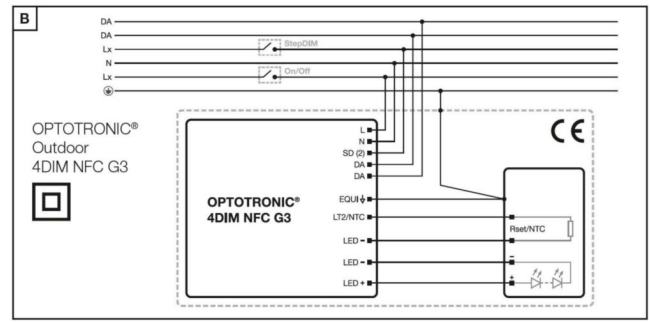 B
DA
DA
Lx
StepDIM
N
Lx
On/Off
OPTOTRONIC®
Outdoor
4DIM NFC G3
CE
L
N
SD (2)
DA
DA
OPTOTRONIC®
4DIM NFC G3
EQUI
LT2/NTC
LED -
LED -
LED +
Rset/NTC
-
+